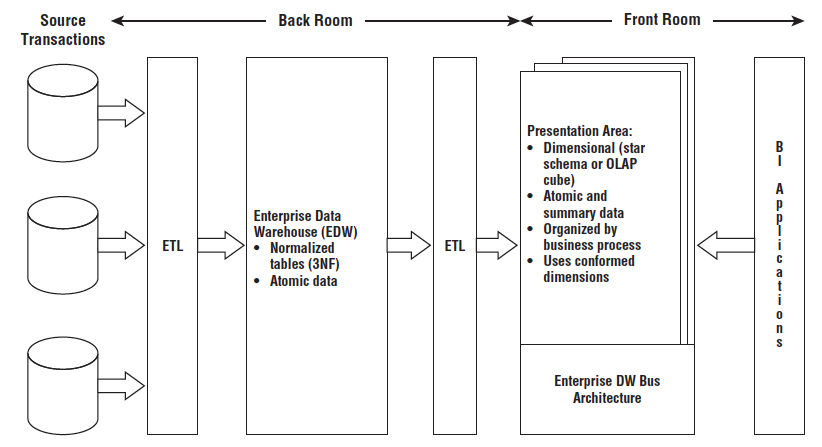 Source
Transactions
Back Room
Front Room
ETL
Enterprise Data
Warehouse (EDW)
• Normalized
tables (3NF)
• Atomic data
ETL
Presentation Area:
• Dimensional (star
schema or OLAP
cube)
• Atomic and
summary data
• Organized by
business process
• Uses conformed
dimensions
Enterprise DW Bus
Architecture
BI Applications